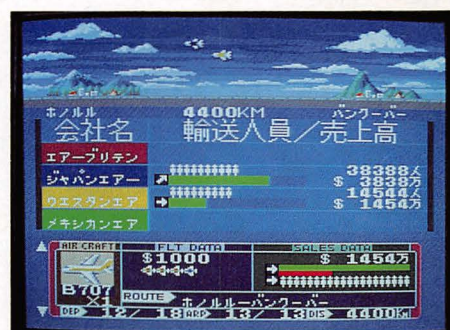 ホノルル 4400KM バンクーバー
会社名 輸送人員／売上高
エアーブリテン
ジャパンエアー 38388人
$ 3838万
ウエスタンエア 14544人
$ 1454万
メキシカンエア
AIR CRAFT FLT DATA SALES DATA
$1000 $ 1454万
B707
X1 ROUTE ホノルルーバンクーバー
DEP 12/ 18 ARR 13/ 13 DIS 4400KM